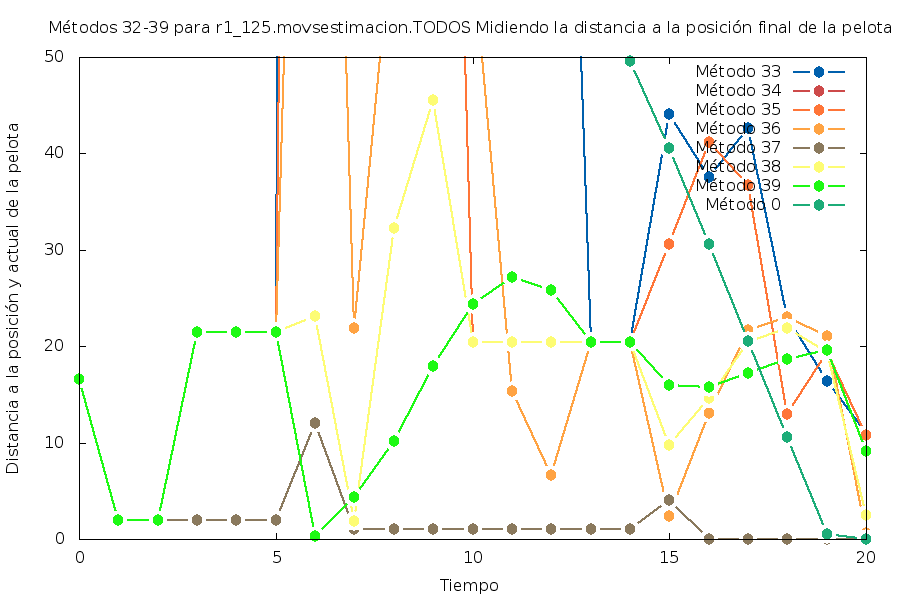 Métodos 32-39 para r1_125.movsestimacion.TODOS Midiendo la distancia a la posición final de la pelota
50
40
30
20
10
0
Distancia a la posición y actual de la pelota
Método 33
Método 34
Método 35
Método 36
Método 37
Método 38
Método 39
Método 0
0
5
10
15
20
Tiempo